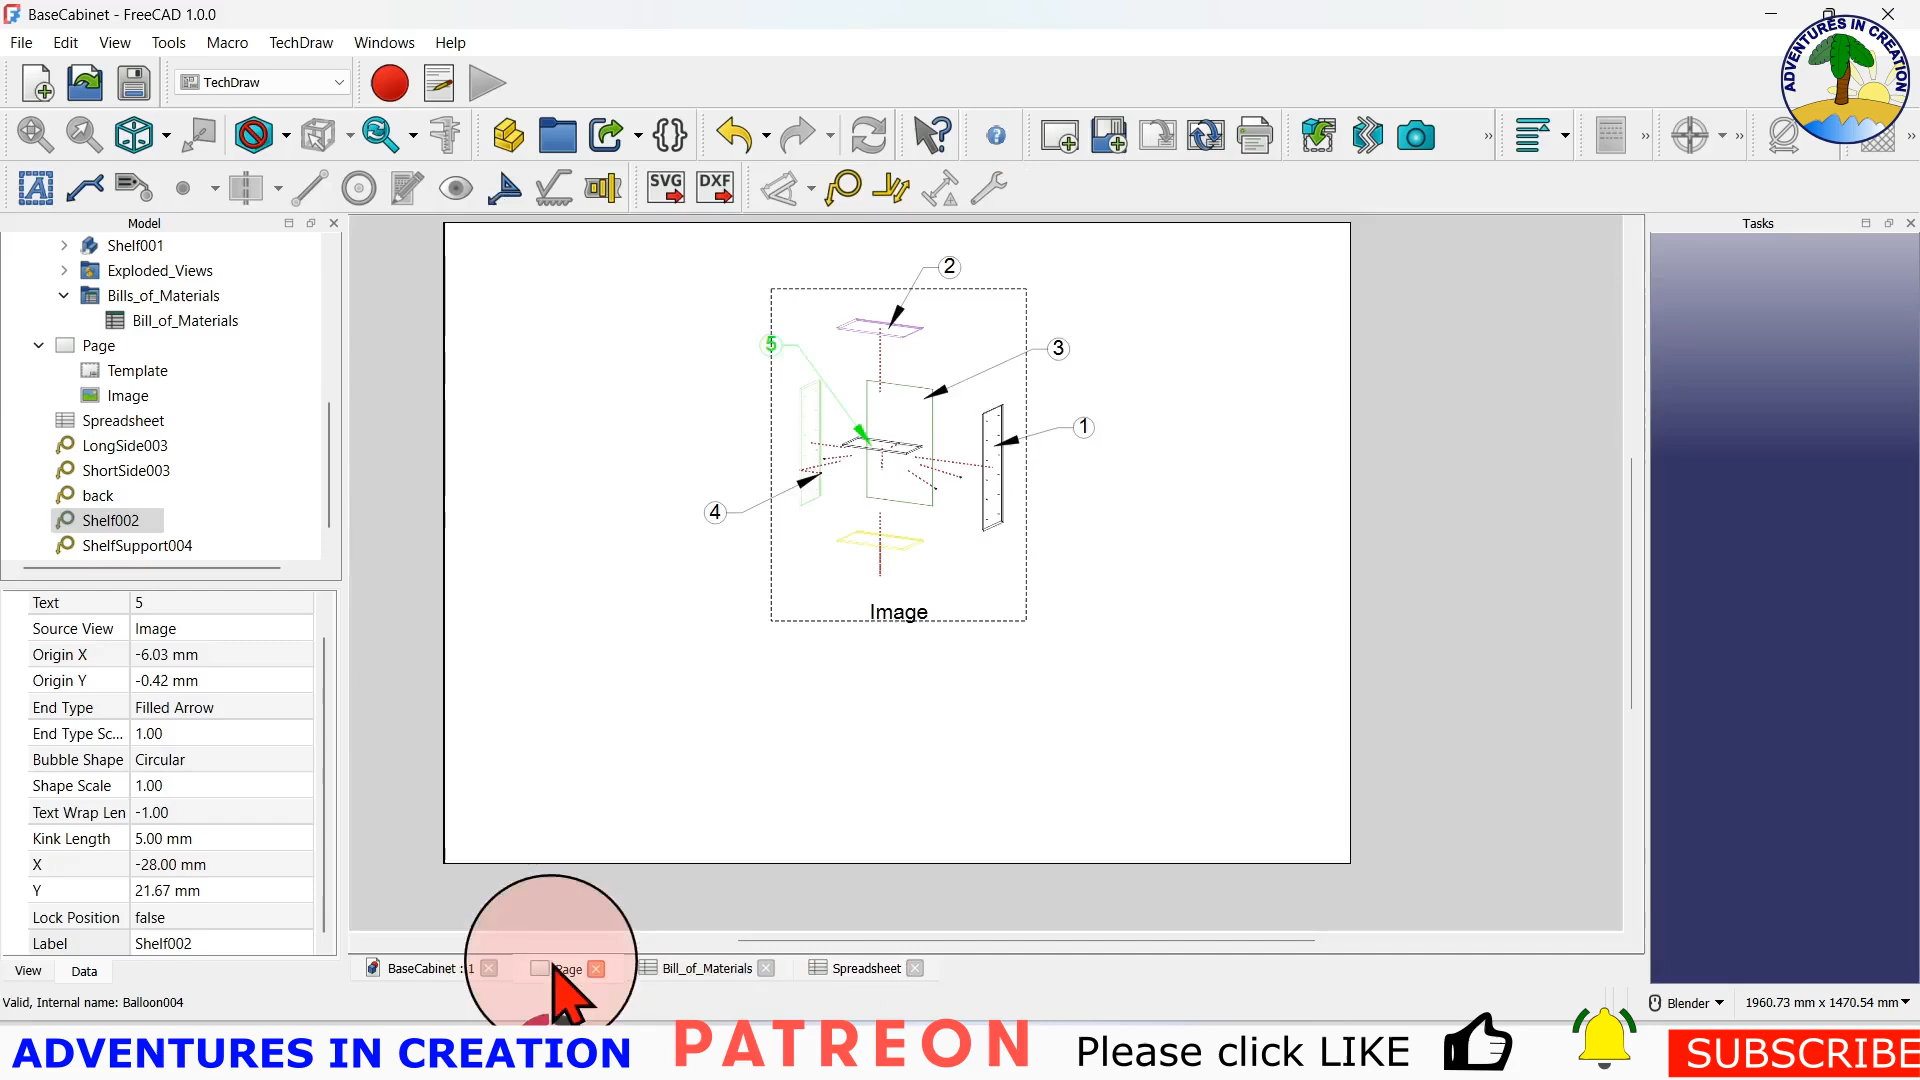 BaseCabinet - FreeCAD 1.0.0
ADVENTURES IN CREATION
File Edit View Tools Macro TechDraw Windows Help
TechDraw
SVG DXF
Model
Tasks
Shelf001
Exploded_Views
Bills_of_Materials
Bill_of_Materials
Page
Template
Image
Spreadsheet
LongSide003
ShortSide003
back
Shelf002
ShelfSupport004
2
5
3
1
4
Image
Text 5
Source View Image
Origin X -6.03 mm
Origin Y -0.42 mm
End Type Filled Arrow
End Type Sc... 1.00
Bubble Shape Circular
Shape Scale 1.00
Text Wrap Len -1.00
Kink Length 5.00 mm
X -28.00 mm
Y 21.67 mm
Lock Position false
Label Shelf002
View Data
BaseCabinet : 1 Page Bill_of_Materials Spreadsheet
Valid, Internal name: Balloon004
Blender 1960.73 mm x 1470.54 mm
ADVENTURES IN CREATION PATREON Please click LIKE SUBSCRIBE